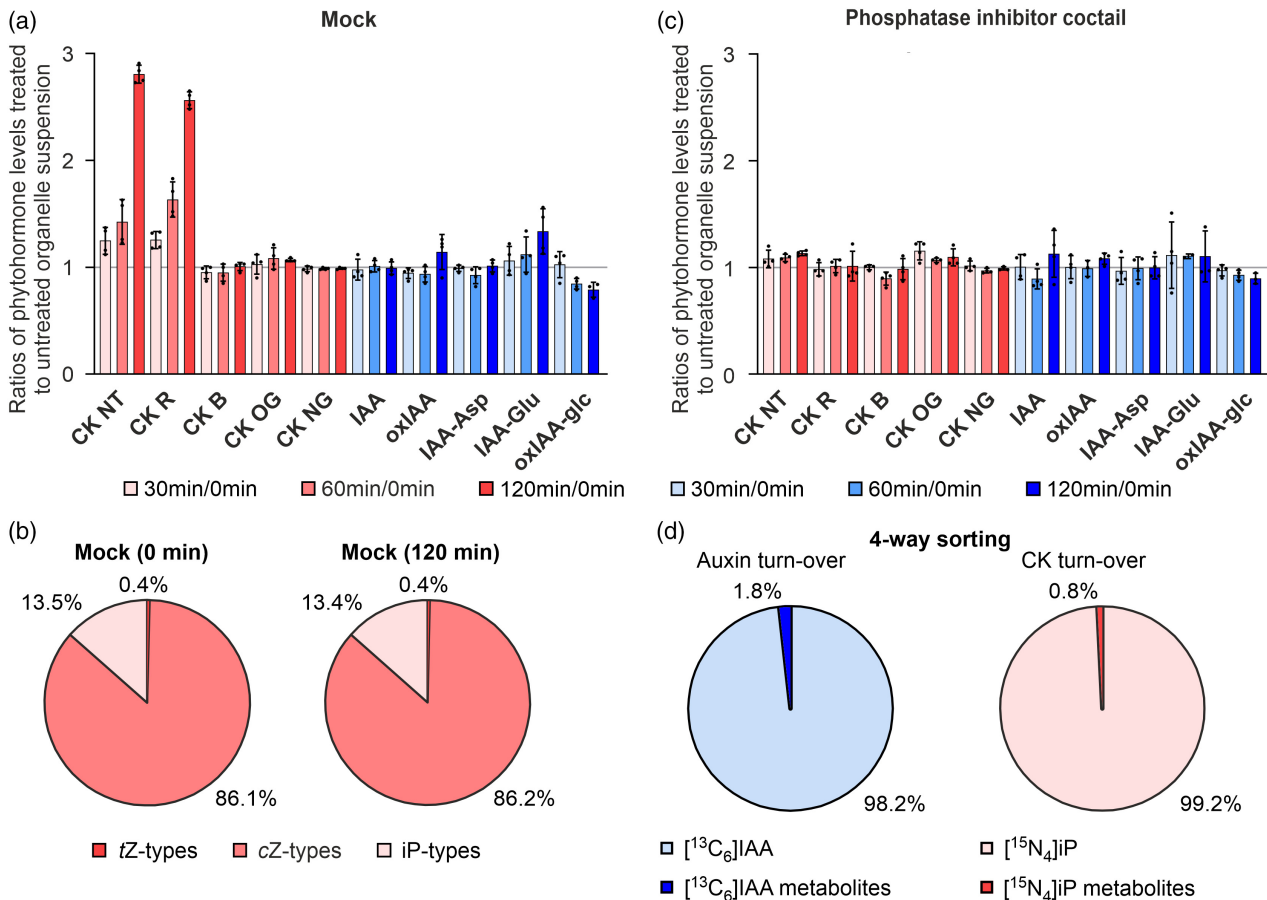 (a)
Mock
Ratios of phytohormone levels treated
to untreated organelle suspension
3
2
1
0
CK NT
CK R
CK B
CK OG
CK NG
IAA
oxIAA
IAA-Asp
IAA-Glu
oxIAA-glc
(c)
Phosphatase inhibitor coctail
Ratios of phytohormone levels treated
to untreated organelle suspension
3
2
1
0
CK NT
CK R
CK B
CK OG
CK NG
IAA
oxIAA
IAA-Asp
IAA-Glu
oxIAA-glc
30min/0min 60min/0min 120min/0min 30min/0min 60min/0min 120min/0min
(b)
Mock (0 min)
0.4%
13.5%
86.1%
Mock (120 min)
0.4%
13.4%
86.2%
tZ-types cZ-types iP-types
(d)
4-way sorting
Auxin turn-over
1.8%
98.2%
CK turn-over
0.8%
99.2%
[¹³C₆]IAA
[¹³C₆]IAA metabolites
[¹⁵N₄]iP
[¹⁵N₄]iP metabolites